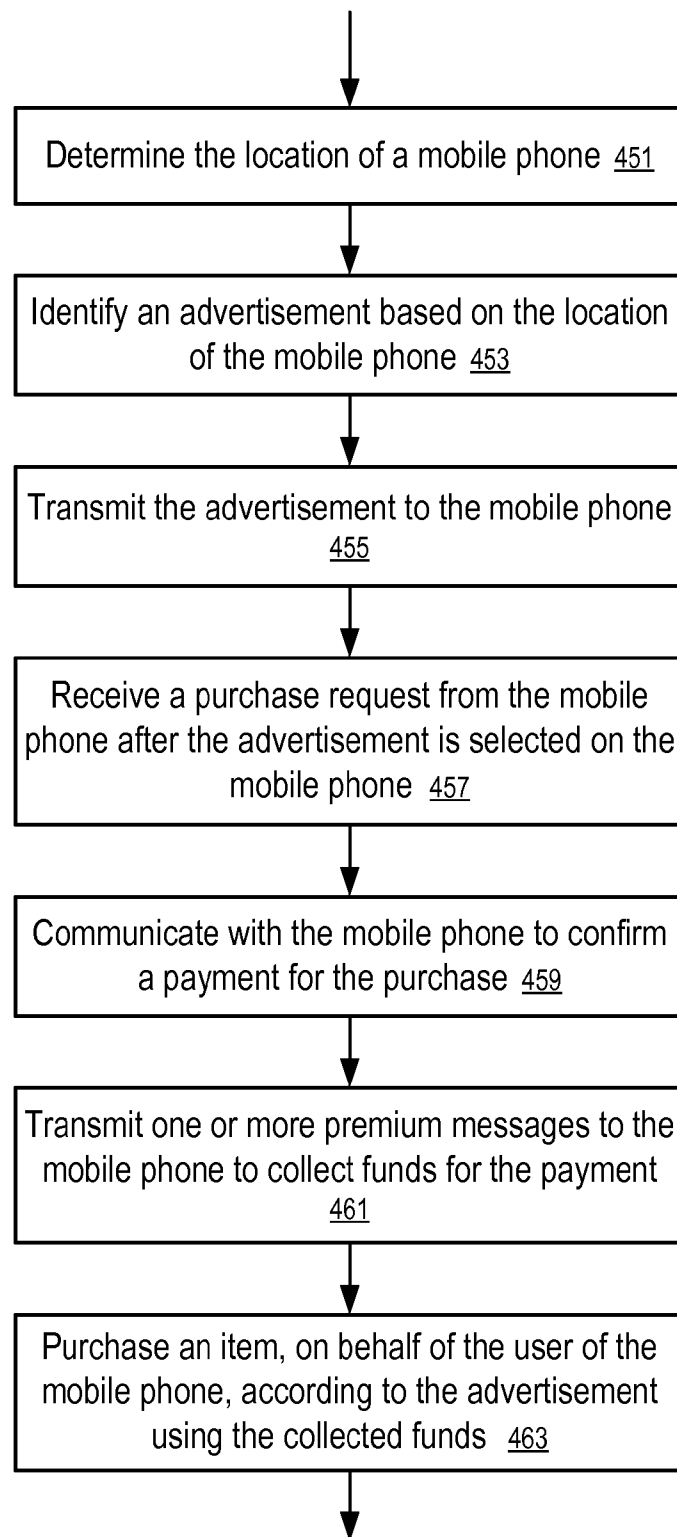 Determine the location of a mobile phone 451
Identify an advertisement based on the location
of the mobile phone 453
Transmit the advertisement to the mobile phone
455
Receive a purchase request from the mobile
phone after the advertisement is selected on the
mobile phone 457
Communicate with the mobile phone to confirm
a payment for the purchase 459
Transmit one or more premium messages to the
mobile phone to collect funds for the payment
461
Purchase an item, on behalf of the user of the
mobile phone, according to the advertisement
using the collected funds 463